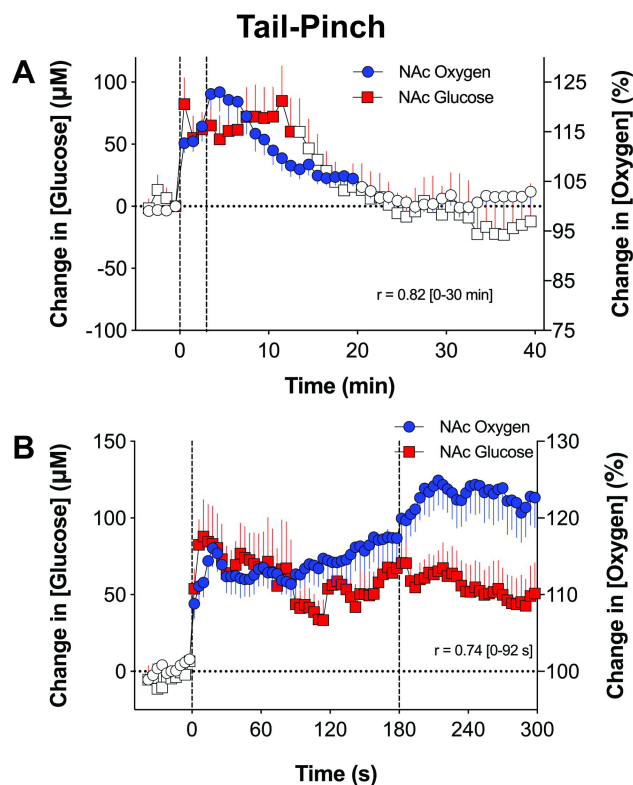 Tail-Pinch
A
NAc Oxygen
NAc Glucose
Change in [Glucose] (µM)
100
50
0
-50
-100
Change in [Oxygen] (%)
125
115
105
95
85
75
r = 0.82 [0-30 min]
0 10 20 30 40
Time (min)
B
NAc Oxygen
NAc Glucose
Change in [Glucose] (µM)
150
100
50
0
Change in [Oxygen] (%)
130
120
110
100
r = 0.74 [0-92 s]
0 60 120 180 240 300
Time (s)